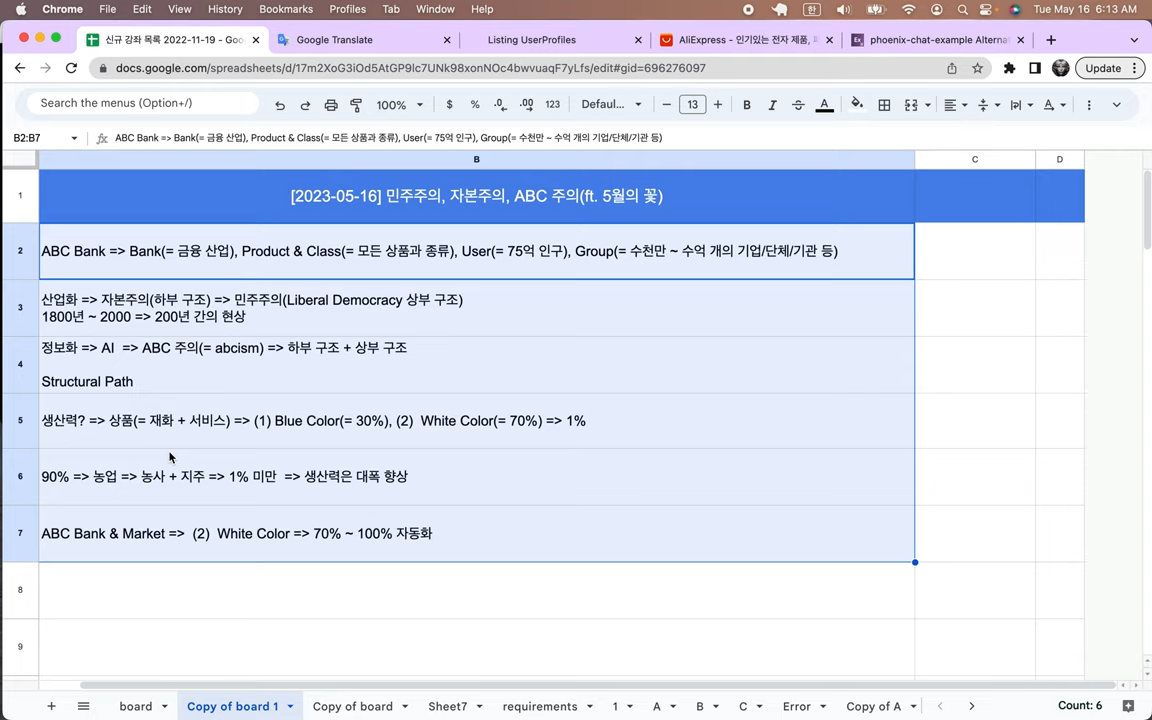 Chrome File Edit View History Bookmarks Profiles Tab Window Help 한 Tue May 16 6:13 AM
신규 강좌 목록 2022-11-19 - Goo Google Translate Listing UserProfiles AliExpress - 인기있는 전자 제품, phoenix-chat-example Alternat
docs.google.com/spreadsheets/d/17m2XoG3iOd5AtGP9lc7UNk98xonNOc4bwvuaqF7yLfs/edit#gid=696276097 Update
Search the menus (Option+/) 100% $ % .0 .00 123 Defaul... 13 B I A
B2:B7 fx ABC Bank => Bank(= 금융 산업), Product & Class(= 모든 상품과 종류), User(= 75억 인구), Group(= 수천만 ~ 수억 개의 기업/단체/기관 등)
B C D
1 [2023-05-16] 민주주의, 자본주의, ABC 주의(ft. 5월의 꽃)
2 ABC Bank => Bank(= 금융 산업), Product & Class(= 모든 상품과 종류), User(= 75억 인구), Group(= 수천만 ~ 수억 개의 기업/단체/기관 등)
산업화 => 자본주의(하부 구조) => 민주주의(Liberal Democracy 상부 구조)
3 1800년 ~ 2000 => 200년 간의 현상
정보화 => AI => ABC 주의(= abcism) => 하부 구조 + 상부 구조
4
Structural Path
5 생산력? => 상품(= 재화 + 서비스) => (1) Blue Color(= 30%), (2) White Color(= 70%) => 1%
6 90% => 농업 => 농사 + 지주 => 1% 미만 => 생산력은 대폭 향상
7 ABC Bank & Market => (2) White Color => 70% ~ 100% 자동화
8
9
board Copy of board 1 Copy of board Sheet7 requirements 1 A B C Error Copy of A Count: 6